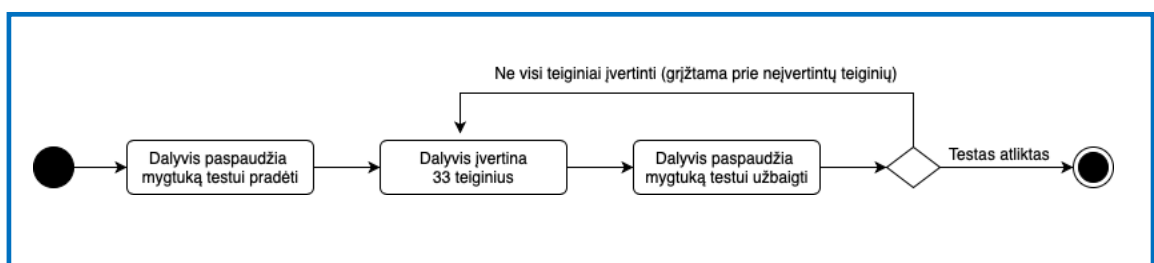 Ne visi teiginiai įvertinti (grįžtama prie neįvertintų teiginių)
Dalyvis paspaudžia
mygtuką testui pradėti
Dalyvis įvertina
33 teiginius
Dalyvis paspaudžia
mygtuką testui užbaigti
Testas atliktas